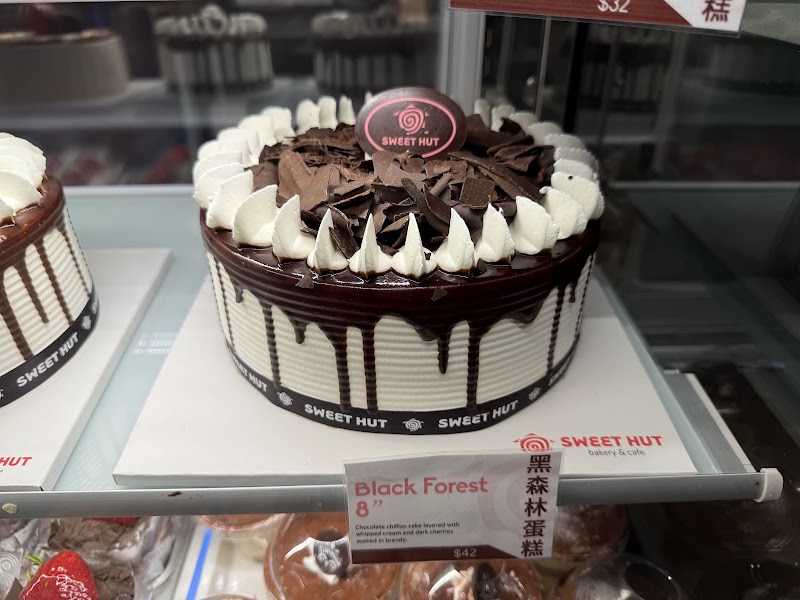 $32
糕
SWEET HUT
SWEET HUT
SWEET HUT
SWEET HUT
HUT
SWEET HUT
bakery & cafe
Black Forest
8”
Chocolate chiffon cake layered with
whipped cream and dark cherries
soaked in brandy.
$42
黑森林蛋糕